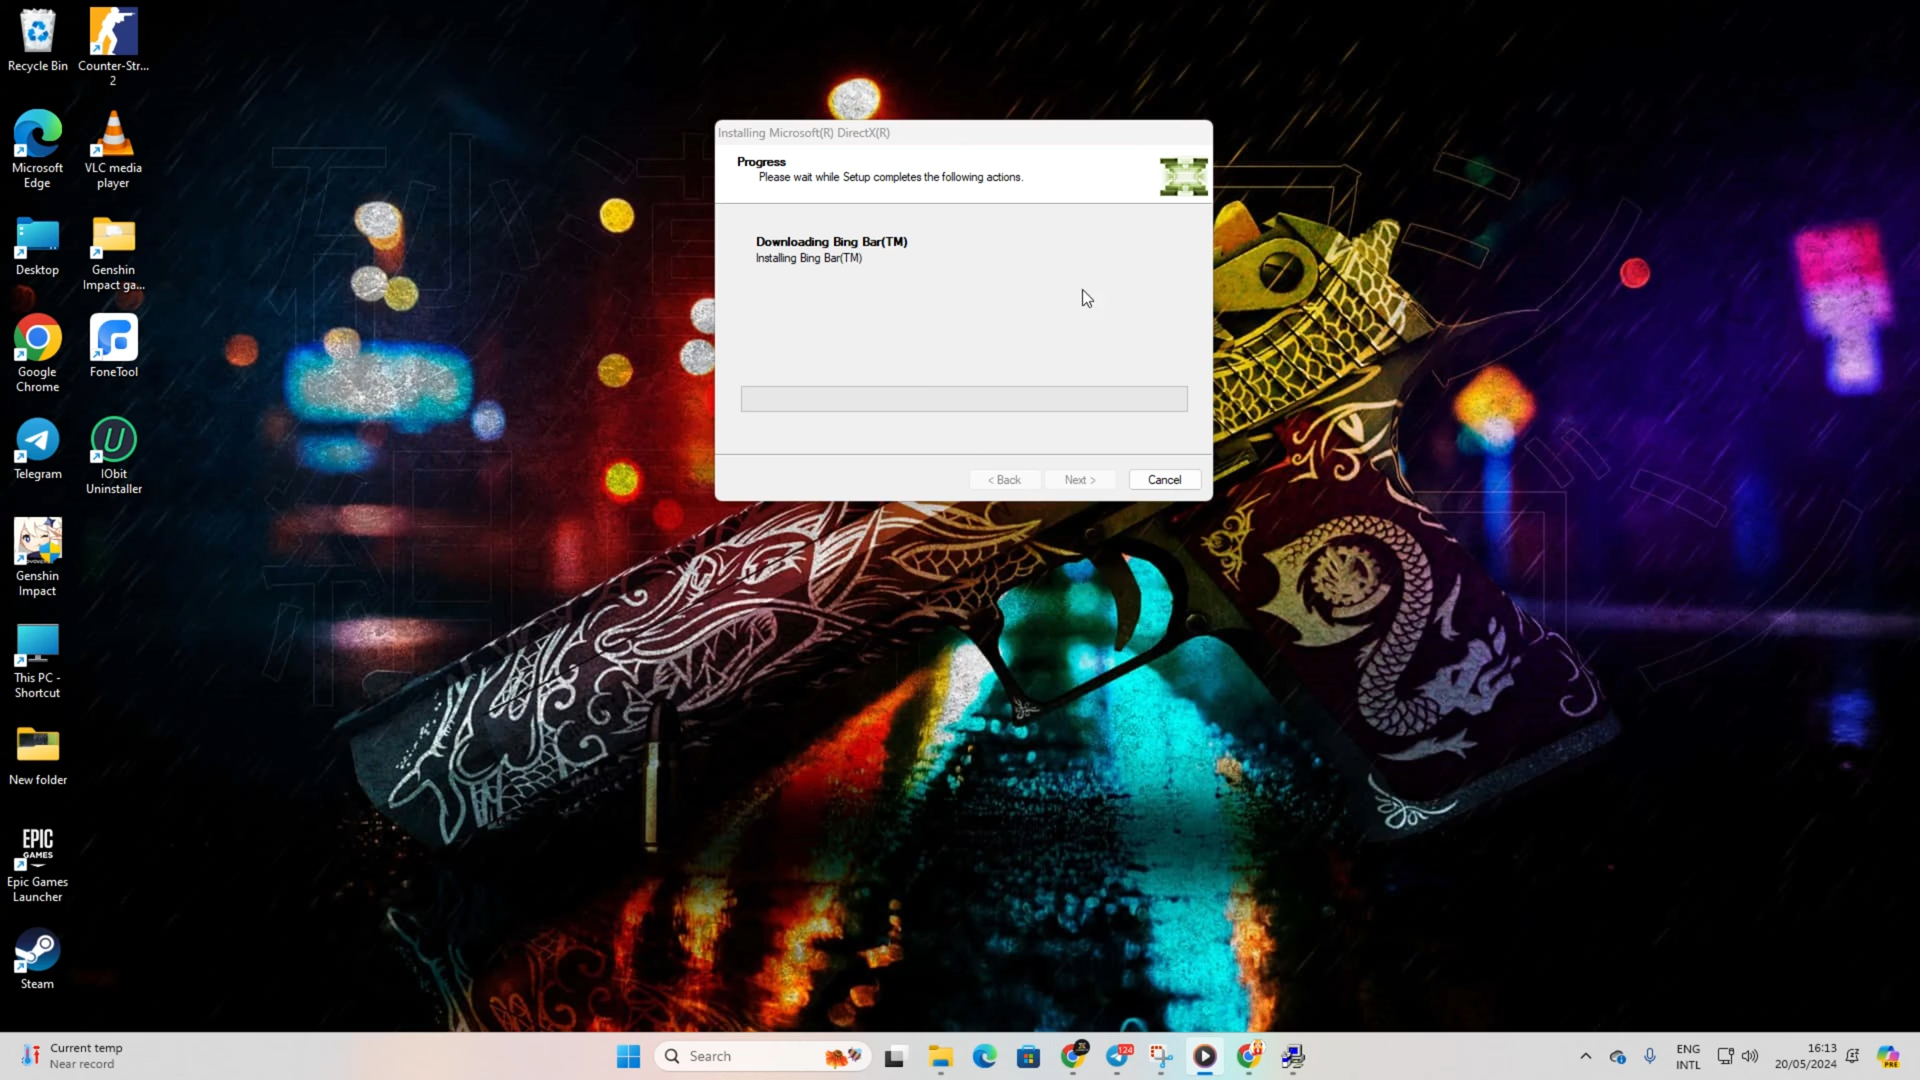 Recycle Bin
Counter-Str...
2
Microsoft
Edge
VLC media
player
Desktop
Genshin
Impact ga...
Google
Chrome
FoneTool
Telegram
IObit
Uninstaller
Genshin
Impact
This PC -
Shortcut
New folder
EPIC
GAMES
Epic Games
Launcher
Steam
Installing Microsoft(R) DirectX(R)
Progress
Please wait while Setup completes the following actions.
Downloading Bing Bar(TM)
Installing Bing Bar(TM)
< Back
Next >
Cancel
Current temp
Near record
Search
124
ENG
INTL
16:13
20/05/2024
PRE